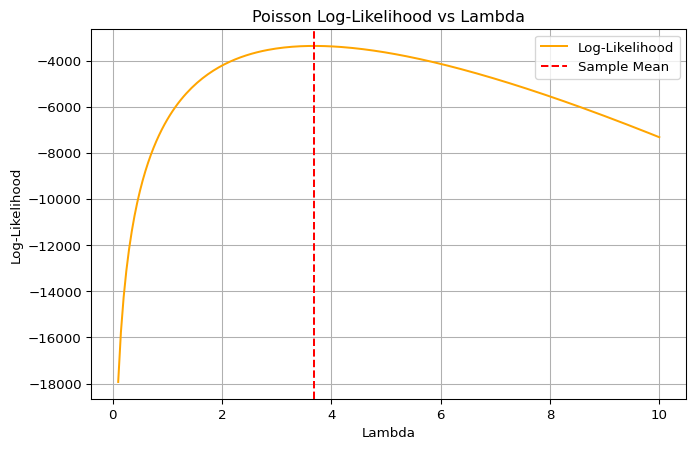 Poisson Log-Likelihood vs Lambda
Log-Likelihood
Sample Mean
−4000
−6000
−8000
−10000
−12000
−14000
−16000
−18000
Log-Likelihood
0 2 4 6 8 10
Lambda